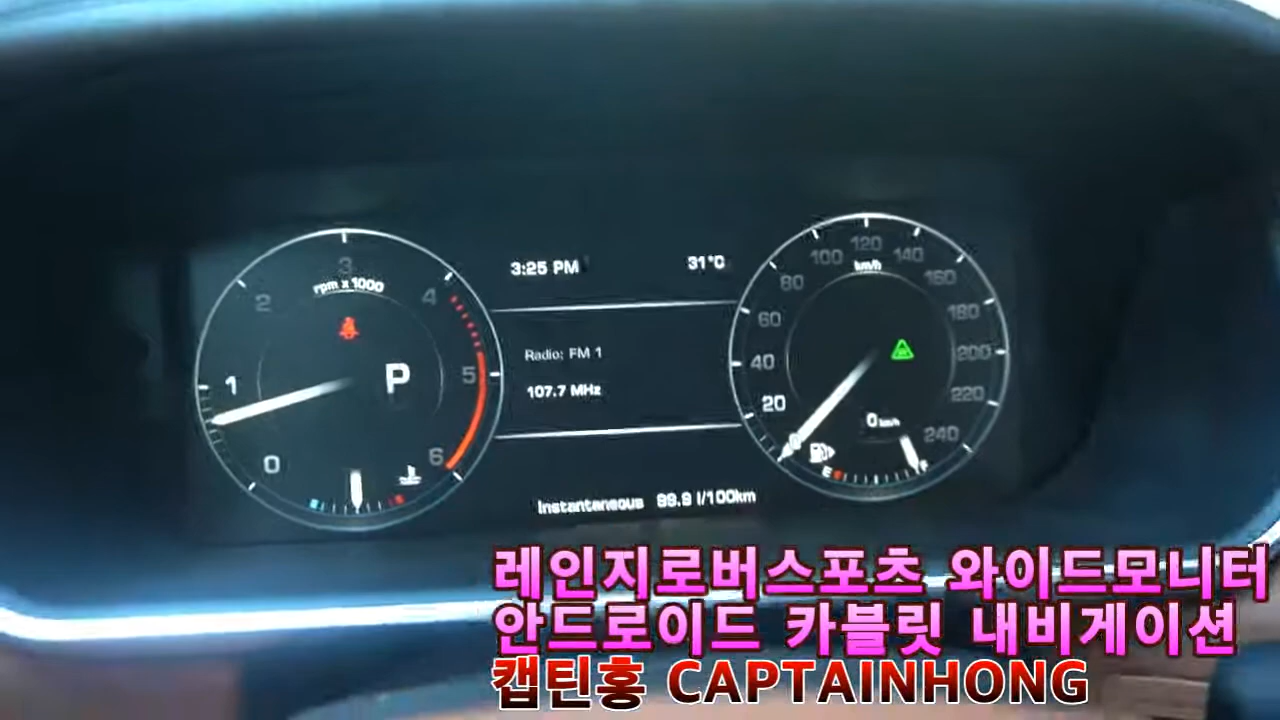 3:25 PM 31°C
3
rpm x 1000
2
4
1
P
5
0
6
Radio: FM 1
107.7 MHz
Instantaneous 99.9 l/100km
120
100
140
km/h
80
160
60
180
40
200
20
220
0
0 km/h
240
E
F
레인지로버스포츠 와이드모니터
안드로이드 카블릿 내비게이션
캡틴홍 CAPTAINHONG